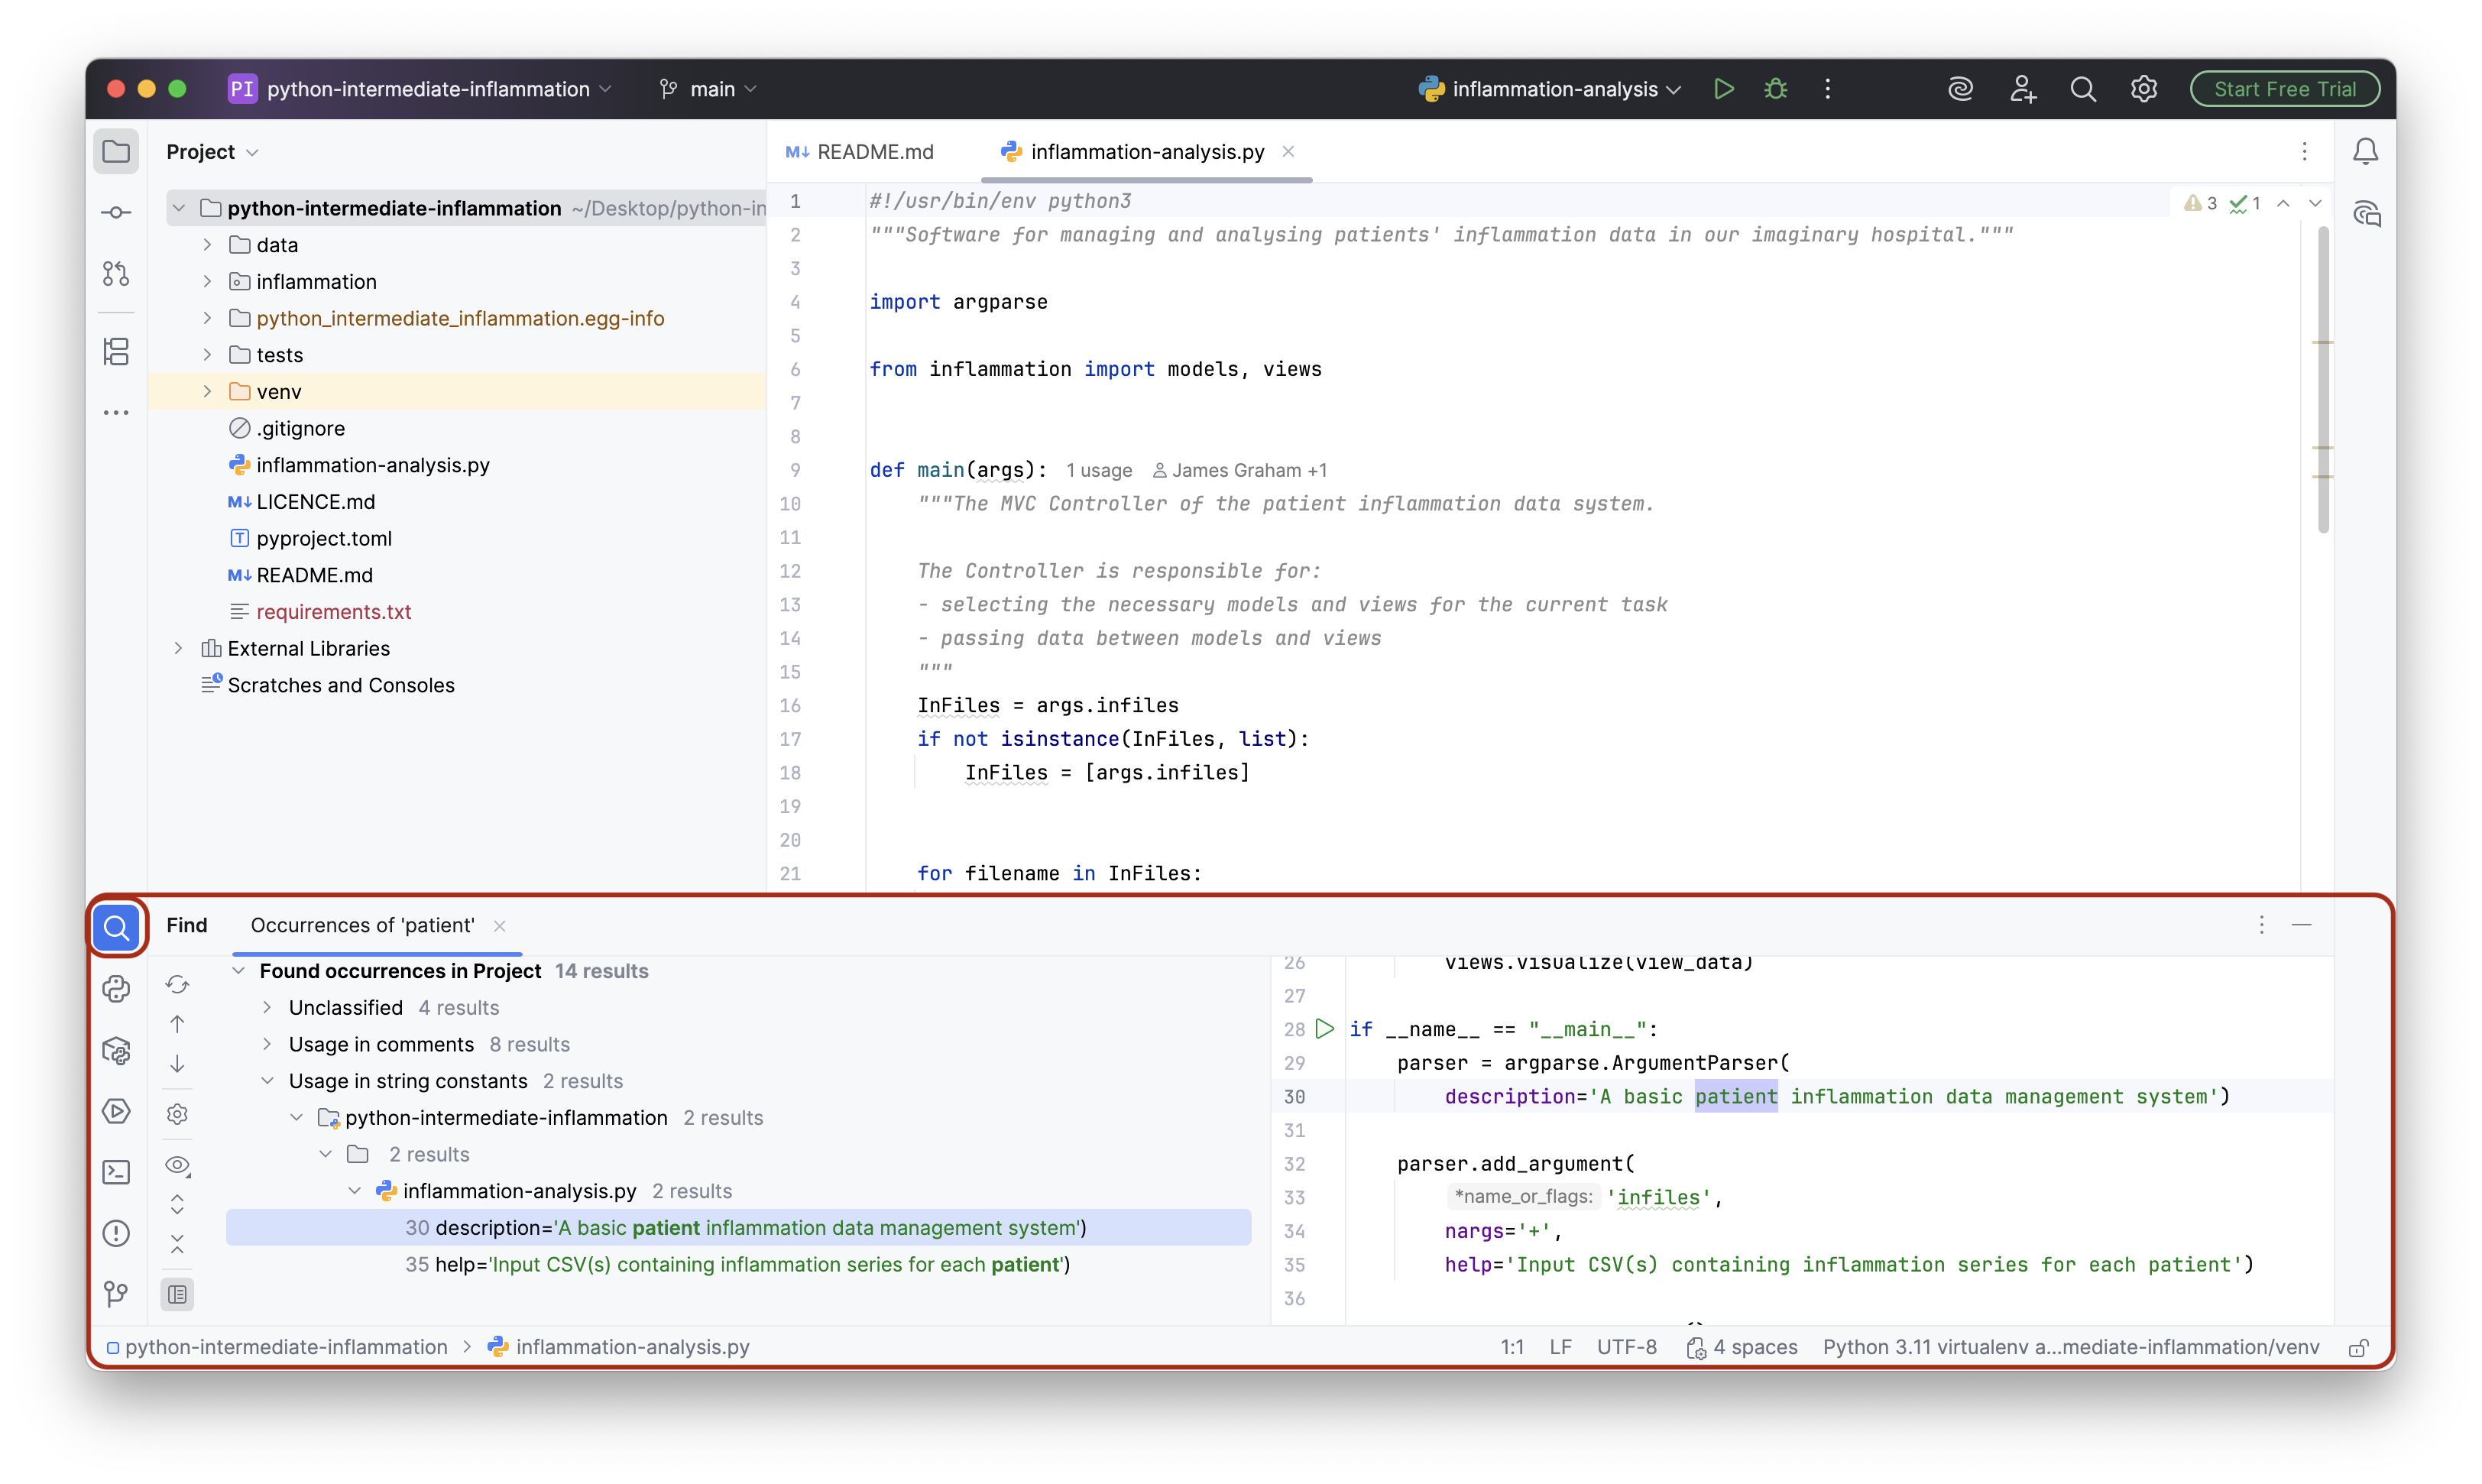 PI python-intermediate-inflammation main inflammation-analysis Start Free Trial
Project
python-intermediate-inflammation ~/Desktop/python-in
data
inflammation
python_intermediate_inflammation.egg-info
tests
venv
.gitignore
inflammation-analysis.py
M↓ LICENCE.md
T pyproject.toml
M↓ README.md
requirements.txt
External Libraries
Scratches and Consoles
M↓ README.md inflammation-analysis.py
3 1
1 #!/usr/bin/env python3
2 """Software for managing and analysing patients' inflammation data in our imaginary hospital."""
3
4 import argparse
5
6 from inflammation import models, views
7
8
9 def main(args): 1 usage James Graham +1
10 """The MVC Controller of the patient inflammation data system.
11
12 The Controller is responsible for:
13 - selecting the necessary models and views for the current task
14 - passing data between models and views
15 """
16 InFiles = args.infiles
17 if not isinstance(InFiles, list):
18 InFiles = [args.infiles]
19
20
21 for filename in InFiles:
Find Occurrences of 'patient'
Found occurrences in Project 14 results
Unclassified 4 results
Usage in comments 8 results
Usage in string constants 2 results
python-intermediate-inflammation 2 results
2 results
inflammation-analysis.py 2 results
30 description='A basic patient inflammation data management system')
35 help='Input CSV(s) containing inflammation series for each patient')
26 views.visualize(view_data)
27
28 if __name__ == "__main__":
29 parser = argparse.ArgumentParser(
30 description='A basic patient inflammation data management system')
31
32 parser.add_argument(
33 *name_or_flags: 'infiles',
34 nargs='+',
35 help='Input CSV(s) containing inflammation series for each patient')
36
python-intermediate-inflammation > inflammation-analysis.py
1:1 LF UTF-8 4 spaces Python 3.11 virtualenv a...mediate-inflammation/venv